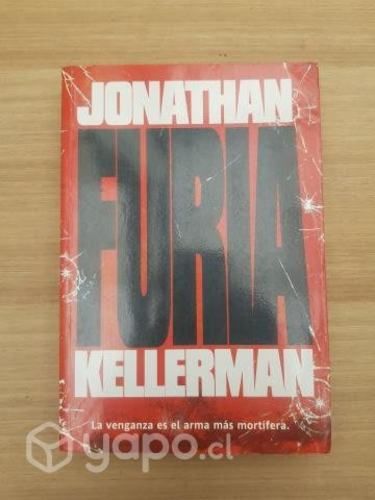 JONATHAN
FURIA
KELLERMAN
La venganza es el arma más mortífera.
yapo.cl